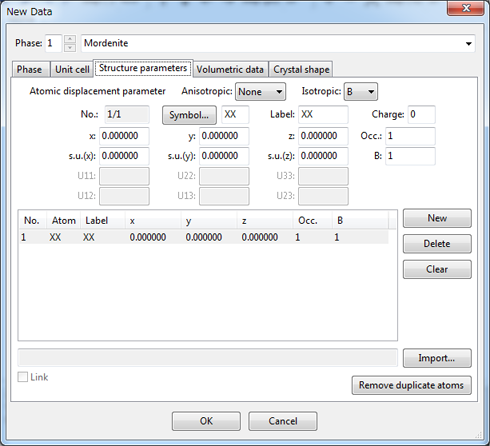 New Data
Phase: 1 Mordenite
Phase Unit cell Structure parameters Volumetric data Crystal shape
Atomic displacement parameter Anisotropic: None Isotropic: B
No.: 1/1 Symbol... XX Label: XX Charge: 0
x: 0.000000 y: 0.000000 z: 0.000000 Occ.: 1
s.u.(x): 0.000000 s.u.(y): 0.000000 s.u.(z): 0.000000 B: 1
U11: U22: U33:
U12: U13: U23:
No. Atom Label x y z Occ. B
1 XX XX 0.000000 0.000000 0.000000 1 1
New
Delete
Clear
Import...
Link
Remove duplicate atoms
OK Cancel